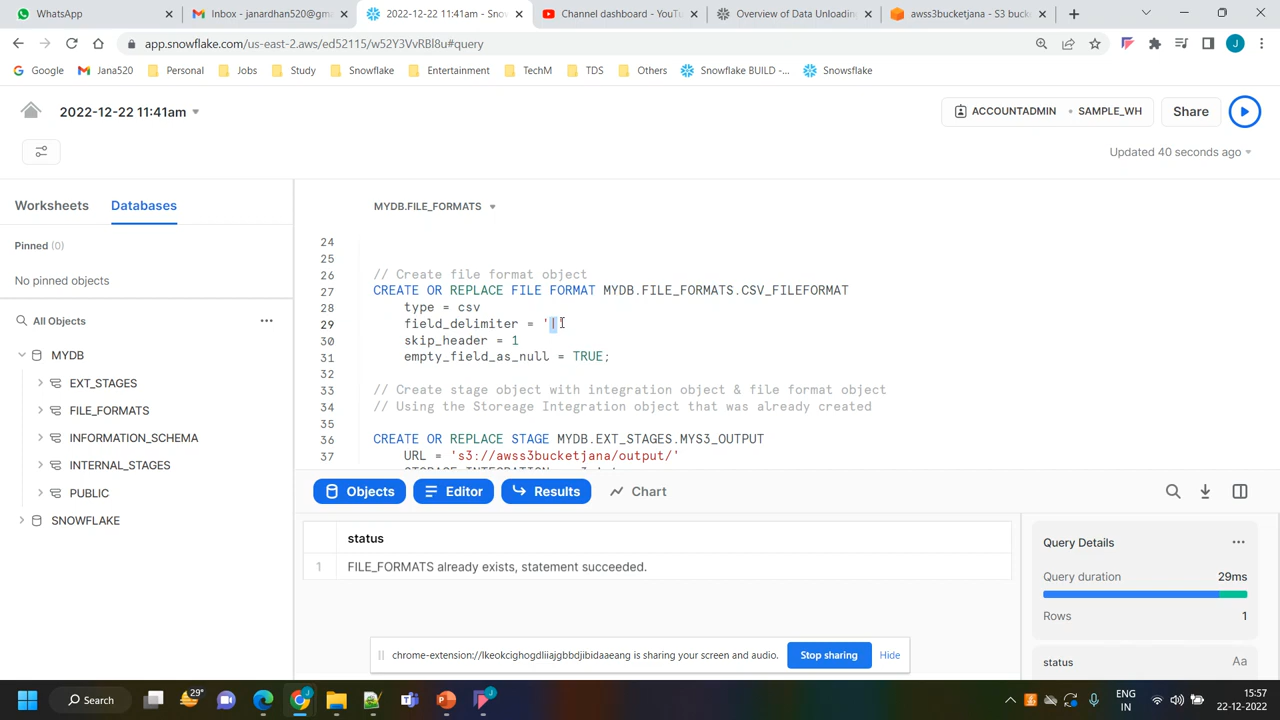 WhatsApp
Inbox - janardhan520@gma
2022-12-22 11:41am - Snow
Channel dashboard - YouTu
Overview of Data Unloading
awss3bucketjana - S3 buck
app.snowflake.com/us-east-2.aws/ed52115/w52Y3VvRBl8u#query
J
Google
Jana520
Personal
Jobs
Study
Snowflake
Entertainment
TechM
TDS
Others
Snowflake BUILD -...
Snowsflake
2022-12-22 11:41am
ACCOUNTADMIN
SAMPLE_WH
Share
Updated 40 seconds ago
Worksheets
Databases
MYDB.FILE_FORMATS
Pinned (0)
No pinned objects
All Objects
MYDB
EXT_STAGES
FILE_FORMATS
INFORMATION_SCHEMA
INTERNAL_STAGES
PUBLIC
SNOWFLAKE
24
25
26 // Create file format object
27 CREATE OR REPLACE FILE FORMAT MYDB.FILE_FORMATS.CSV_FILEFORMAT
28 type = csv
29 field_delimiter = '|'
30 skip_header = 1
31 empty_field_as_null = TRUE;
32
33 // Create stage object with integration object & file format object
34 // Using the Storeage Integration object that was already created
35
36 CREATE OR REPLACE STAGE MYDB.EXT_STAGES.MYS3_OUTPUT
37 URL = 's3://awss3bucketjana/output/'
Objects
Editor
Results
Chart
status
1 FILE_FORMATS already exists, statement succeeded.
Query Details
Query duration 29ms
Rows 1
status Aa
chrome-extension://lkeokcighogdliiajgbbdjibidaaeang is sharing your screen and audio.
Stop sharing
Hide
29°
Search
ENG
IN
15:57
22-12-2022